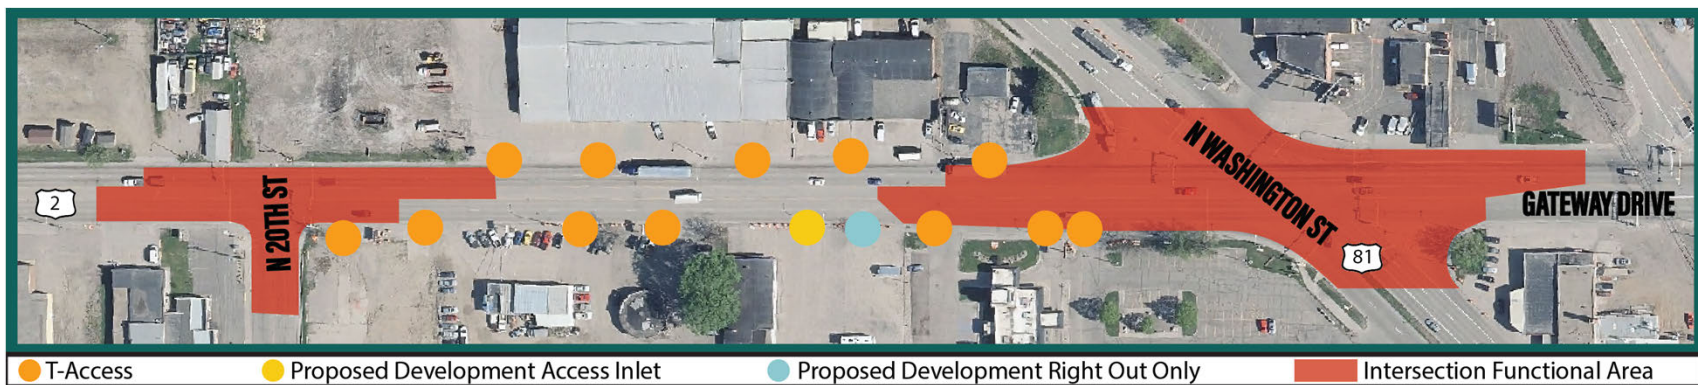 2
N 20TH ST
N WASHINGTON ST
GATEWAY DRIVE
81
T-Access
Proposed Development Access Inlet
Proposed Development Right Out Only
Intersection Functional Area